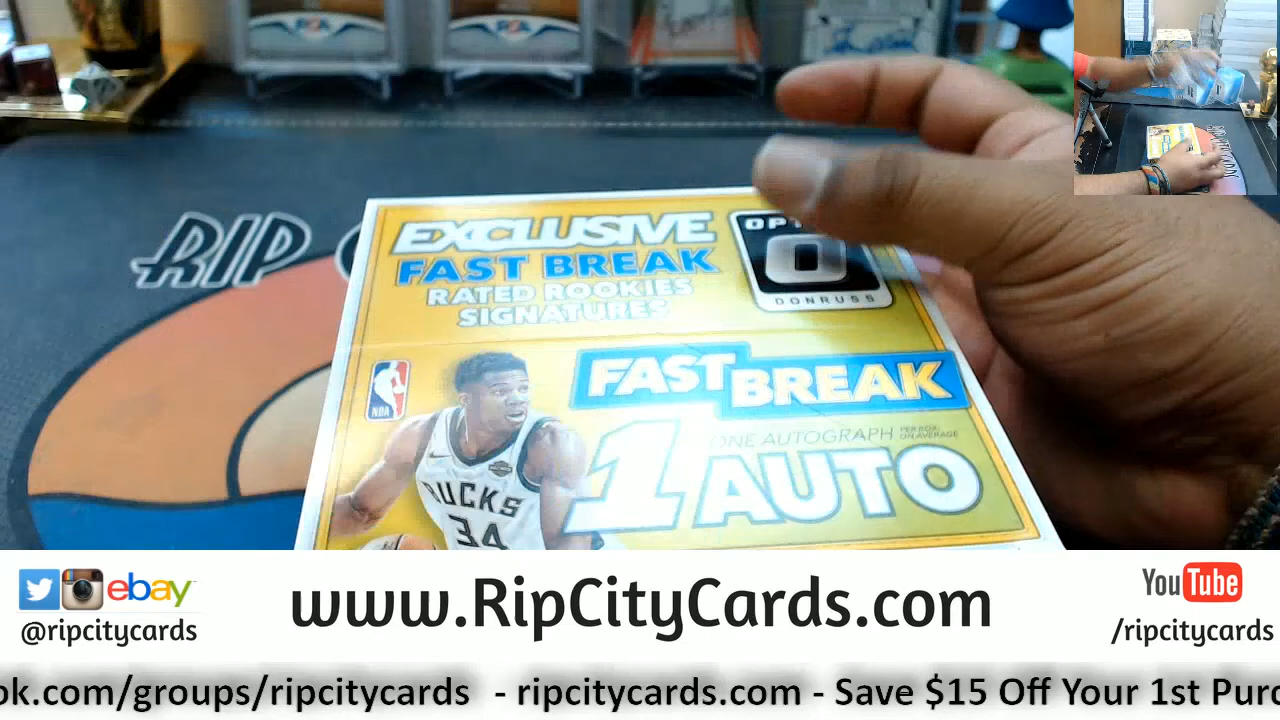 RIP
EXCLUSIVE
FAST BREAK
RATED ROOKIES
SIGNATURES
O
DONRUSS
NBA
FAST BREAK
ONE AUTOGRAPH PER BOX, ON AVERAGE
1 AUTO
BUCKS
34
ebay
@ripcitycards
www.RipCityCards.com
YouTube
/ripcitycards
ok.com/groups/ripcitycards - ripcitycards.com - Save $15 Off Your 1st Purc